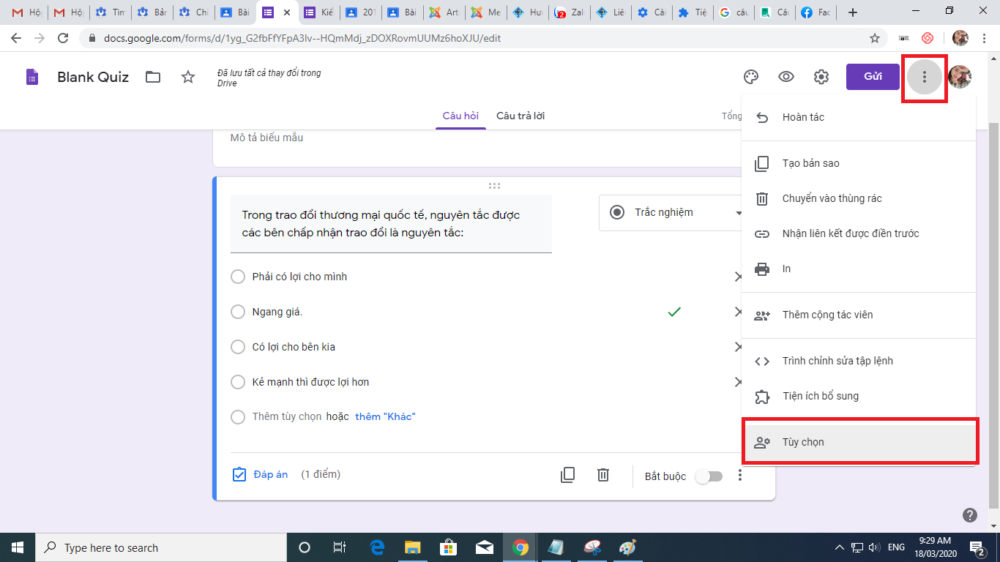 Hộp
Hộp
Tìm
Bản
Chi
Bài
Kiể
201
Bài
Art
Me
Hướ
Zal
Liê
Cài
Tiệ
câu
Câu
Fac
docs.google.com/forms/d/1yg_G2fbFfYFpA3lv--HQmMdj_zDOXRovmUUMz6hoXJU/edit
Blank Quiz
Đã lưu tất cả thay đổi trong
Drive
Gửi
Câu hỏi
Câu trả lời
Tổng
Mô tả biểu mẫu
Trong trao đổi thương mại quốc tế, nguyên tắc được
các bên chấp nhận trao đổi là nguyên tắc:
Trắc nghiệm
Phải có lợi cho mình
Ngang giá.
Có lợi cho bên kia
Kẻ mạnh thì được lợi hơn
Thêm tùy chọn hoặc thêm "Khác"
Đáp án (1 điểm)
Bắt buộc
Hoàn tác
Tạo bản sao
Chuyển vào thùng rác
Nhận liên kết được điền trước
In
Thêm cộng tác viên
Trình chỉnh sửa tập lệnh
Tiện ích bổ sung
Tùy chọn
Type here to search
ENG
9:29 AM
18/03/2020
2